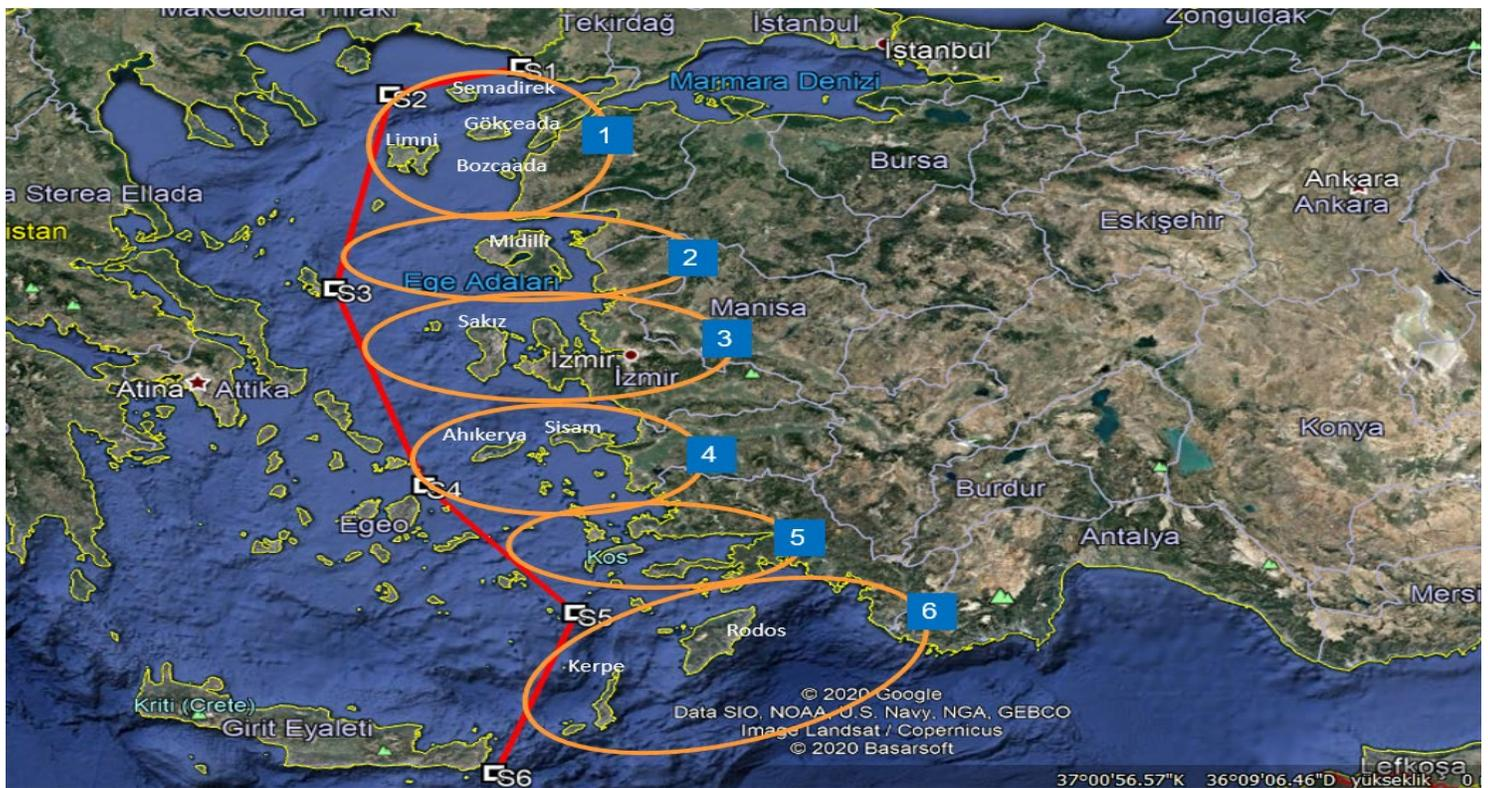 Makedonia Thraki
Tekirdağ
İstanbul
Zonguldak
İstanbul
S1
Marmara Denizi
Semadirek
S2
Gökçeada
1
Limni
Bozcaada
Bursa
Ankara
Ankara
a Sterea Ellada
Eskişehir
istan
Midilli
2
Ege Adaları
S3
Manisa
Sakız
3
İzmir
İzmir
Atina
Attika
Ahıkerya
Sisam
4
Konya
S4
Burdur
Egeo
5
Antalya
Kos
Mersi
S5
6
Rodos
Kerpe
Kriti (Crete)
Girit Eyaleti
© 2020 Google
Data SIO, NOAA, U.S. Navy, NGA, GEBCO
Image Landsat / Copernicus
© 2020 Basarsoft
Lefkoşa
S6
37°00'56.57"K 36°09'06.46"D yükseklik 0